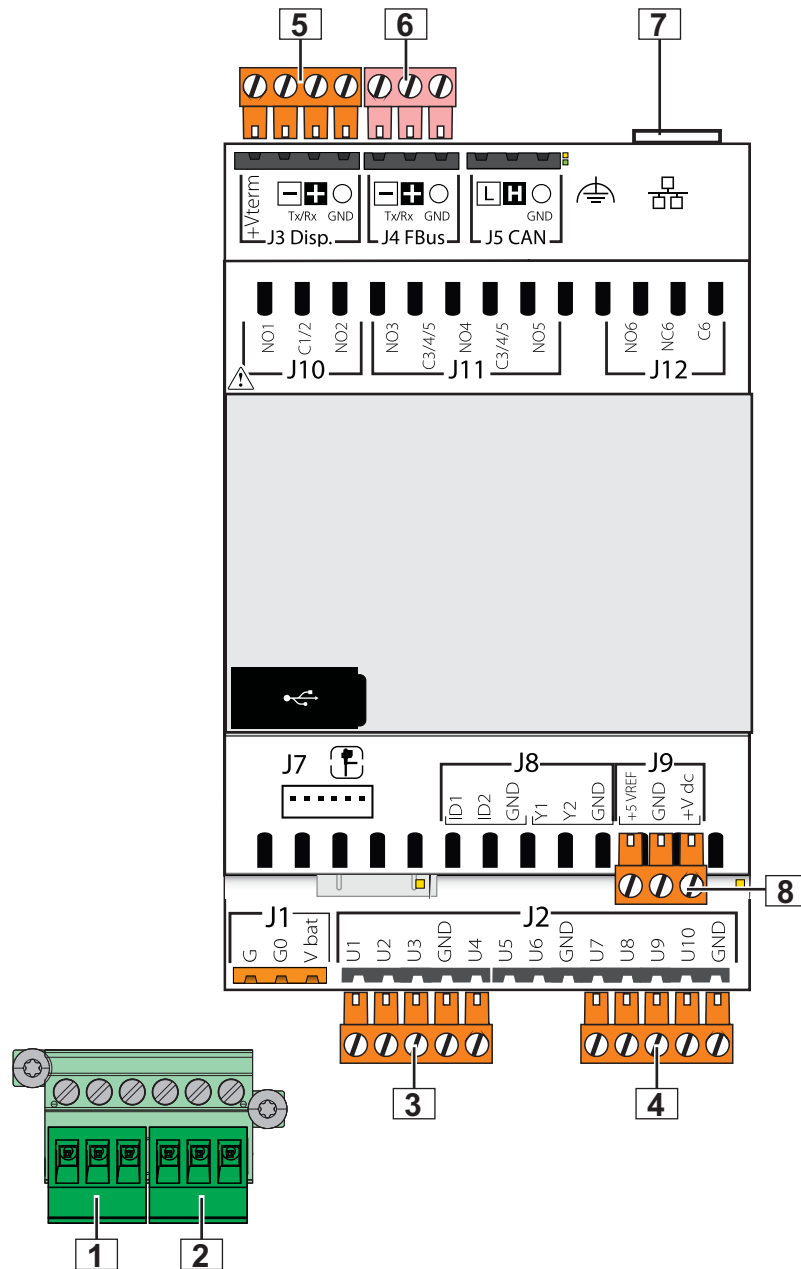 5 6 7
+Vterm
- +
Tx/Rx GND
J3 Disp.
- +
Tx/Rx GND
J4 FBus
L H
GND
J5 CAN
NO1 C1/2 NO2 NO3 C3/4/5 NO4 C3/4/5 NO5 NO6 NC6 C6
J10 J11 J12
J7 J8 J9
ID1 ID2 GND Y1 Y2 GND +5 VREF GND +V dc
8
J1 J2
G G0 V bat U1 U2 U3 GND U4 U5 U6 GND U7 U8 U9 U10 GND
3 4
1 2